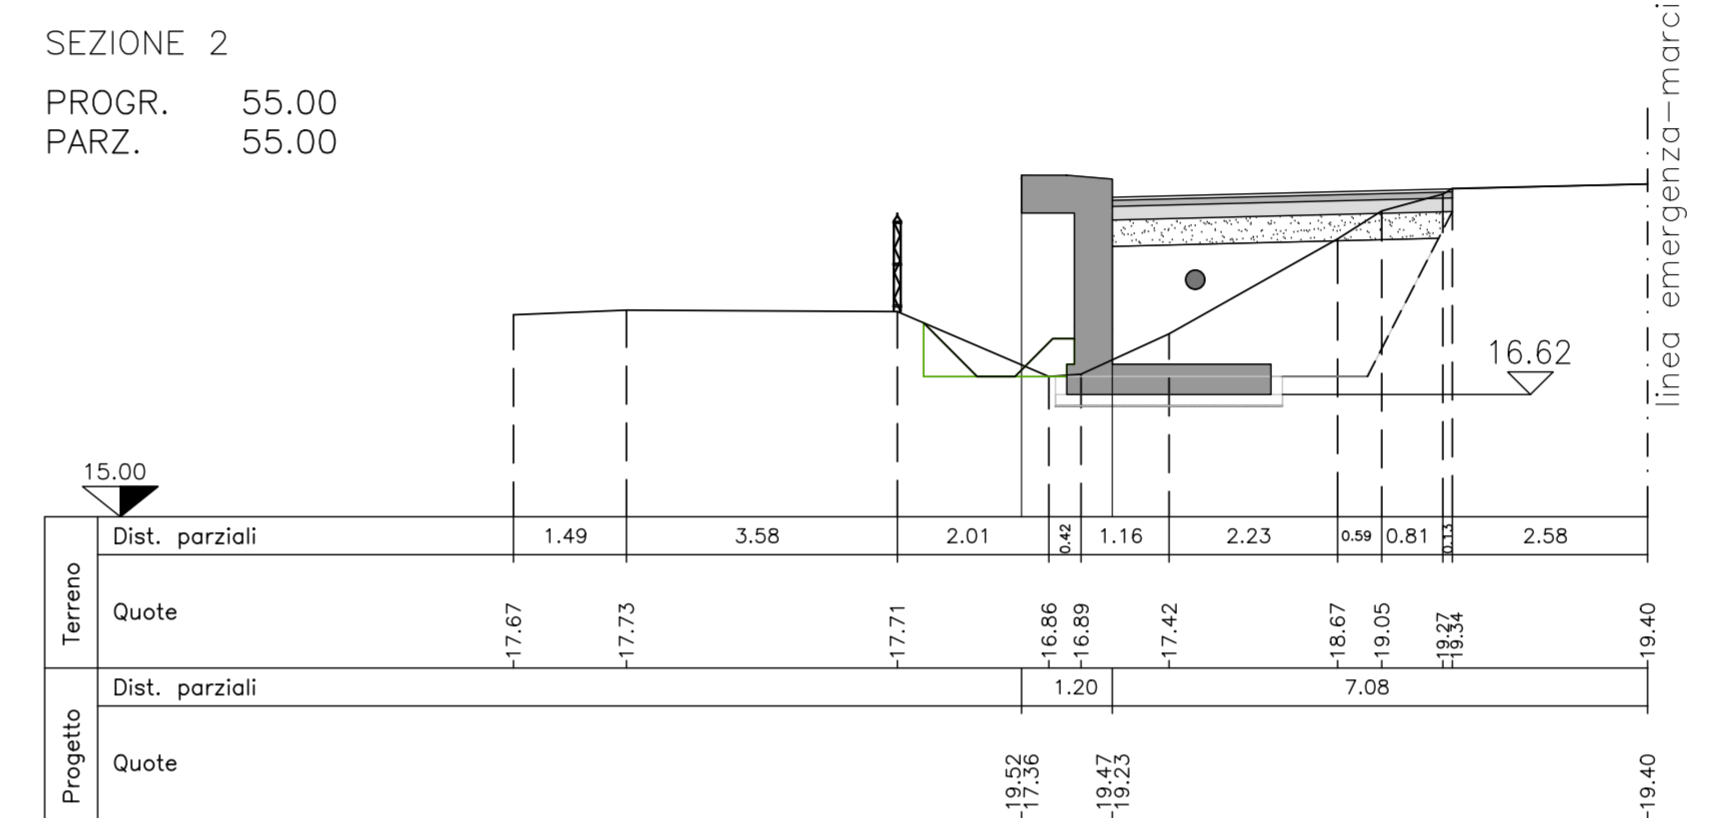 SEZIONE 2
PROGR. 55.00
PARZ. 55.00
linea emergenza-marci
16.62
15.00
Terreno
Dist. parziali 1.49 3.58 2.01 0.42 1.16 2.23 0.59 0.81 0.13 2.58
Quote 17.67 17.73 17.71 16.86 16.89 17.42 18.67 19.05 19.27 19.34 19.40
Progetto
Dist. parziali 1.20 7.08
Quote 19.52 17.36 19.47 19.23 19.40